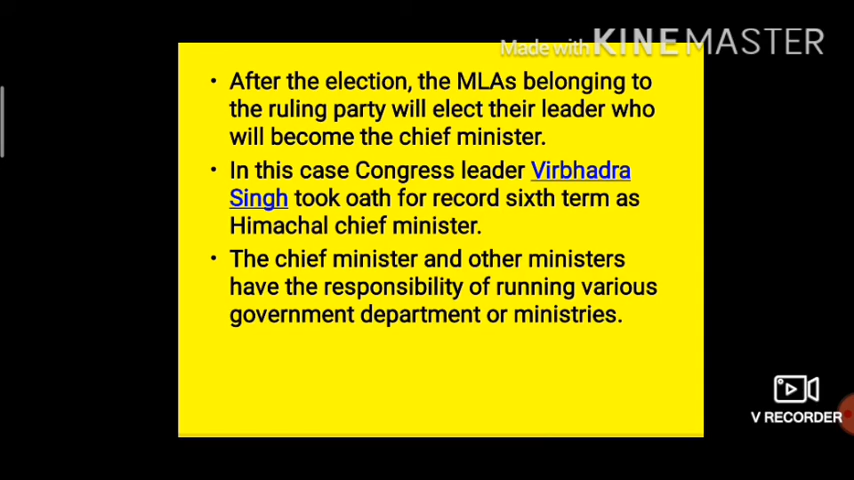 Made with KINEMASTER
• After the election, the MLAs belonging to
the ruling party will elect their leader who
will become the chief minister.
• In this case Congress leader Virbhadra
Singh took oath for record sixth term as
Himachal chief minister.
• The chief minister and other ministers
have the responsibility of running various
government department or ministries.
V RECORDER